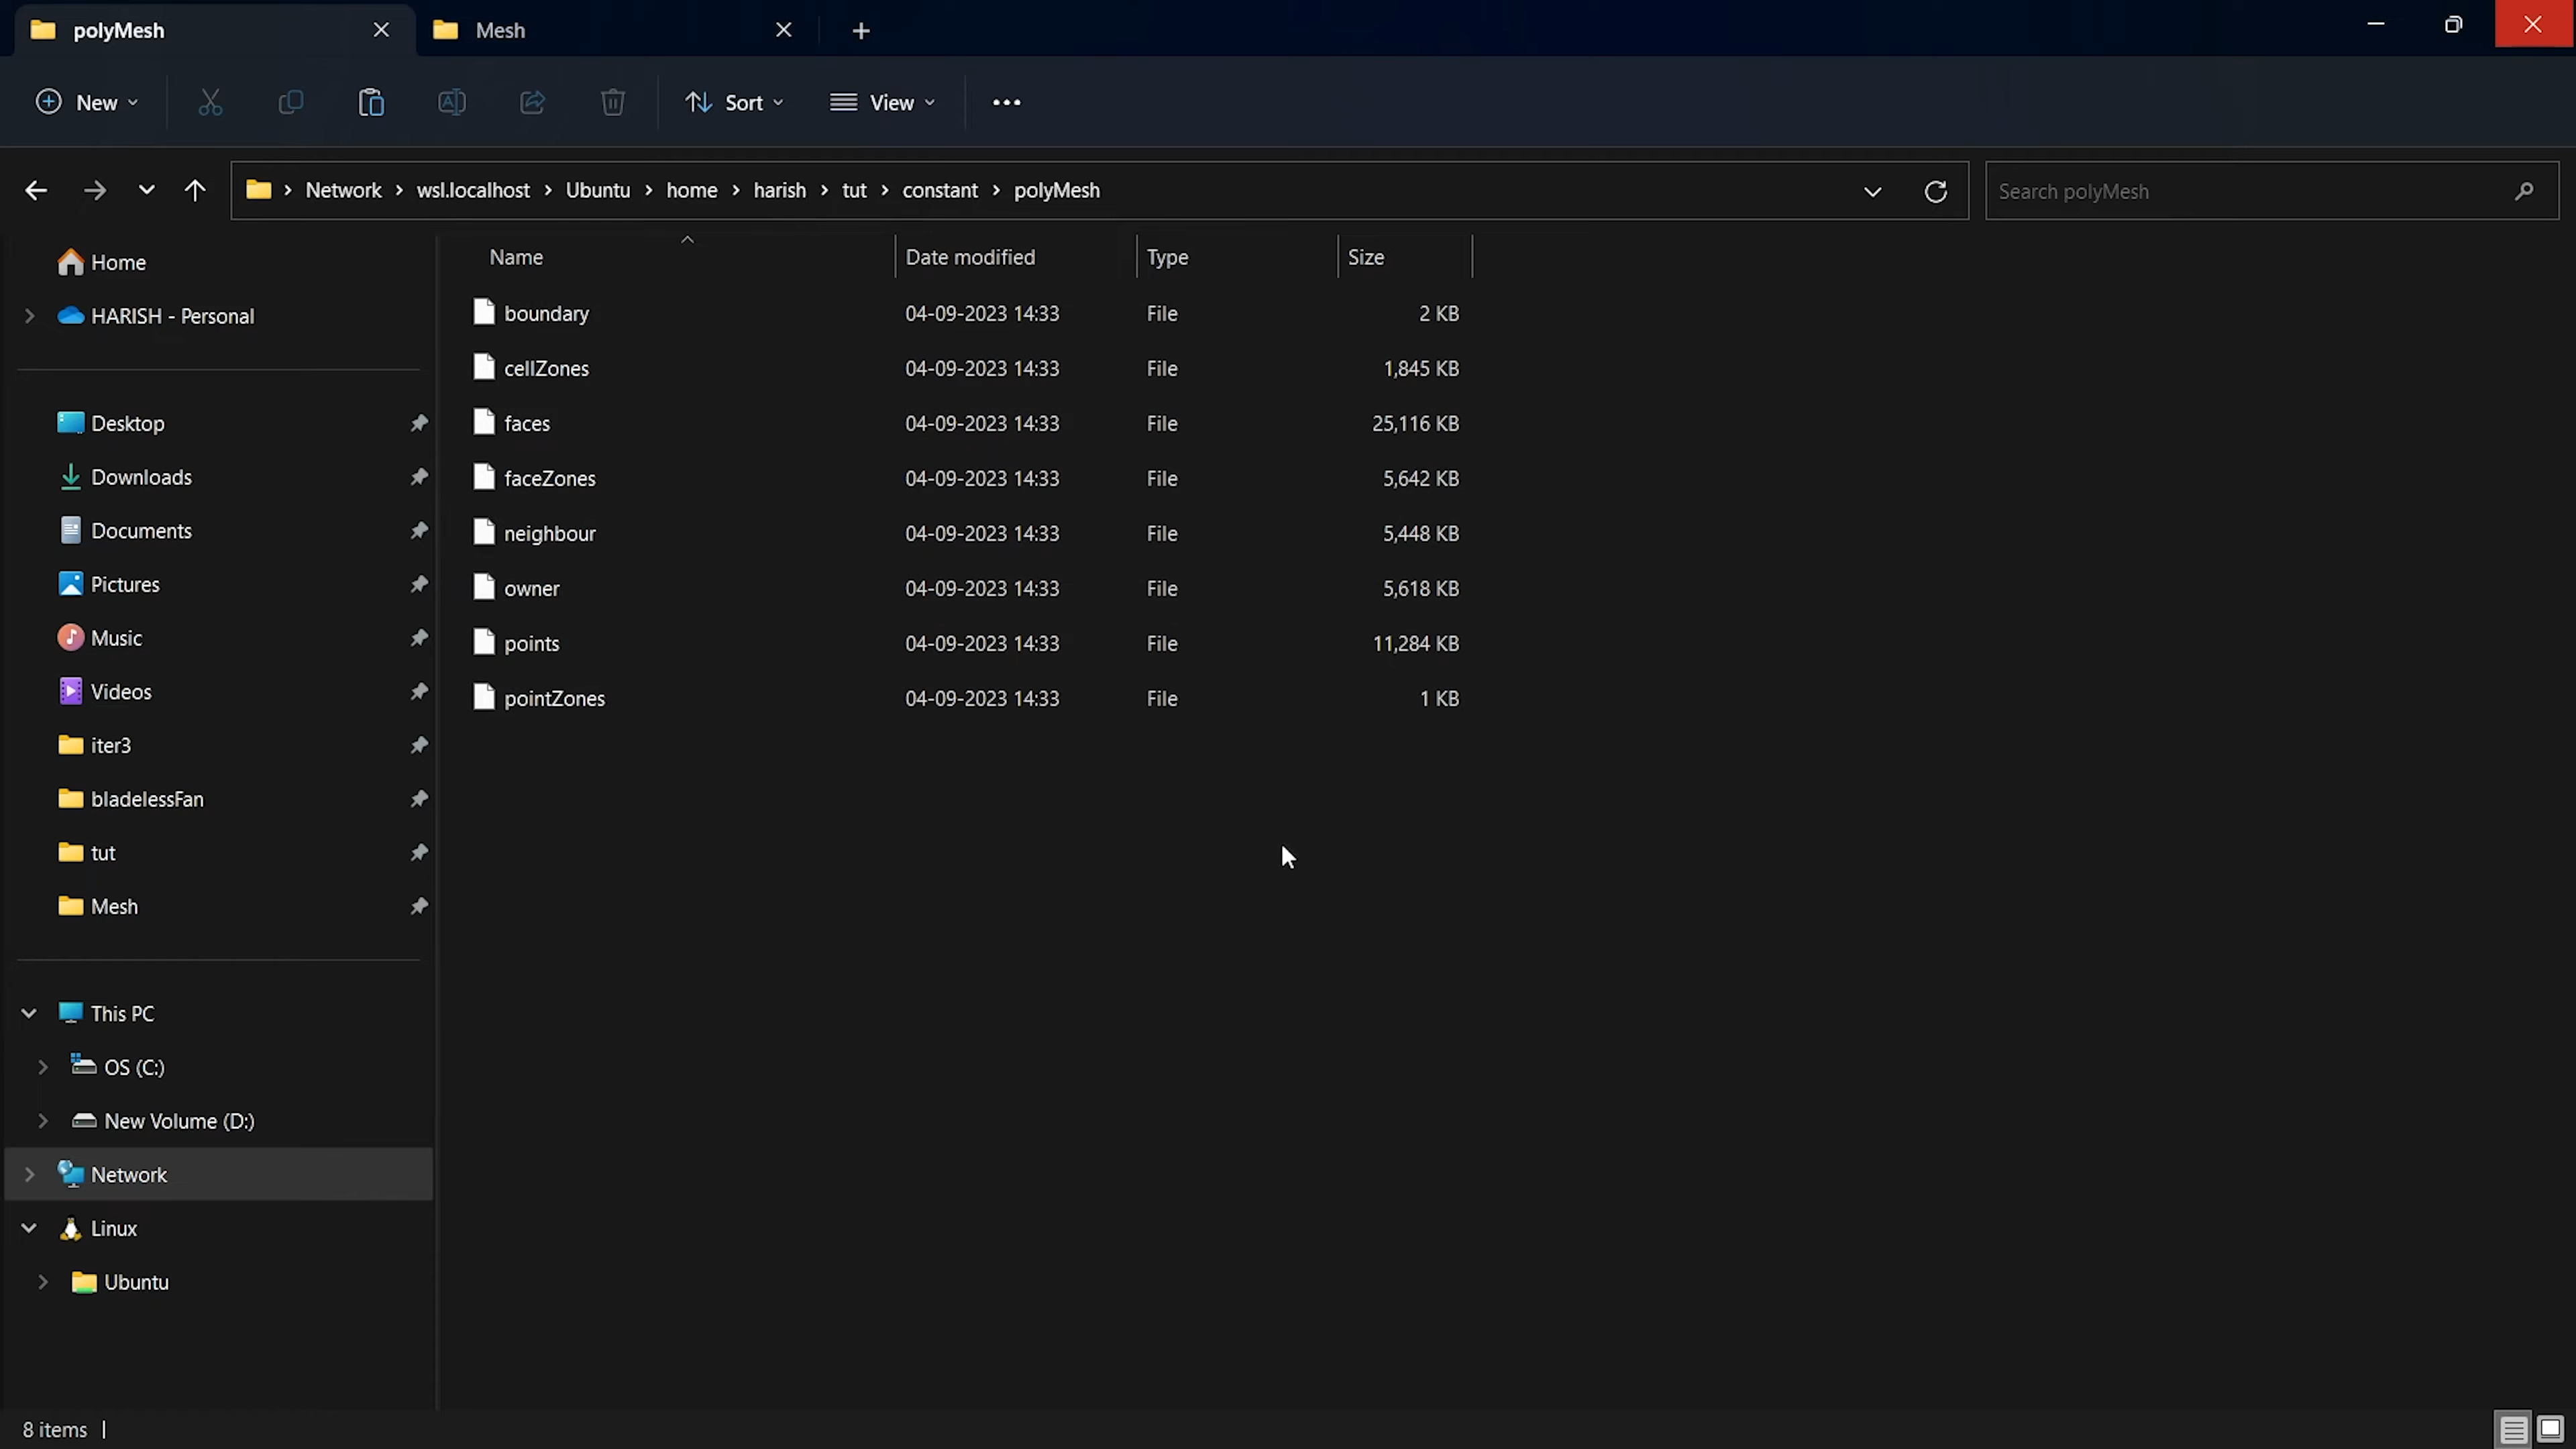 polyMesh
Mesh
New
Sort
View
Network > wsl.localhost > Ubuntu > home > harish > tut > constant > polyMesh
Search polyMesh
Home
HARISH - Personal
Desktop
Downloads
Documents
Pictures
Music
Videos
iter3
bladelessFan
tut
Mesh
This PC
OS (C:)
New Volume (D:)
Network
Linux
Ubuntu
Name Date modified Type Size
boundary 04-09-2023 14:33 File 2 KB
cellZones 04-09-2023 14:33 File 1,845 KB
faces 04-09-2023 14:33 File 25,116 KB
faceZones 04-09-2023 14:33 File 5,642 KB
neighbour 04-09-2023 14:33 File 5,448 KB
owner 04-09-2023 14:33 File 5,618 KB
points 04-09-2023 14:33 File 11,284 KB
pointZones 04-09-2023 14:33 File 1 KB
8 items